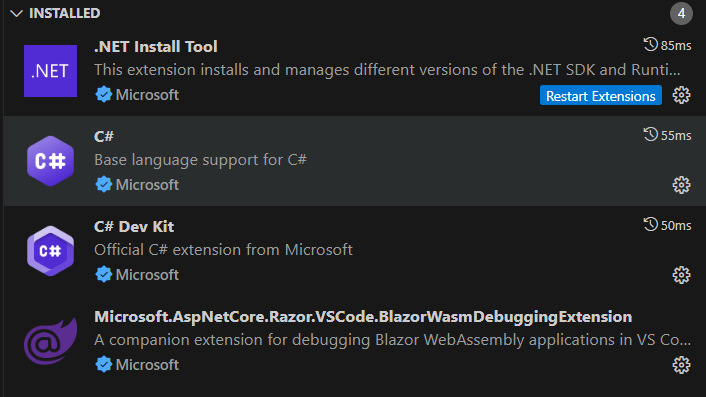 INSTALLED
4
.NET
.NET Install Tool
85ms
This extension installs and manages different versions of the .NET SDK and Runti...
Microsoft
Restart Extensions
C#
C#
55ms
Base language support for C#
Microsoft
C#
C# Dev Kit
50ms
Official C# extension from Microsoft
Microsoft
@
Microsoft.AspNetCore.Razor.VSCode.BlazorWasmDebuggingExtension
A companion extension for debugging Blazor WebAssembly applications in VS Co...
Microsoft